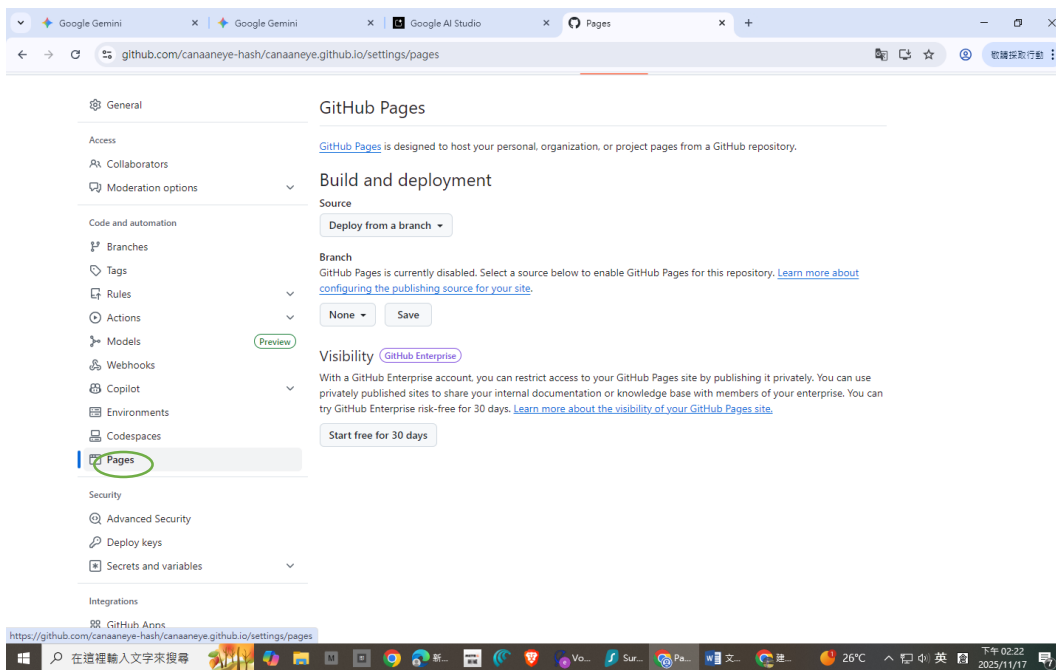 Google Gemini
Google Gemini
Google AI Studio
Pages
github.com/canaaneye-hash/canaaneye.github.io/settings/pages
敬請採取行動
General
Access
Collaborators
Moderation options
Code and automation
Branches
Tags
Rules
Actions
Models
Preview
Webhooks
Copilot
Environments
Codespaces
Pages
Security
Advanced Security
Deploy keys
Secrets and variables
Integrations
GitHub Apps
GitHub Pages
GitHub Pages is designed to host your personal, organization, or project pages from a GitHub repository.
Build and deployment
Source
Deploy from a branch
Branch
GitHub Pages is currently disabled. Select a source below to enable GitHub Pages for this repository. Learn more about
configuring the publishing source for your site.
None
Save
Visibility GitHub Enterprise
With a GitHub Enterprise account, you can restrict access to your GitHub Pages site by publishing it privately. You can use
privately published sites to share your internal documentation or knowledge base with members of your enterprise. You can
try GitHub Enterprise risk-free for 30 days. Learn more about the visibility of your GitHub Pages site.
Start free for 30 days
https://github.com/canaaneye-hash/canaaneye.github.io/settings/pages
在這裡輸入文字來搜尋
新...
Vo...
Sur...
Pa...
文...
建...
26°C
英
下午 02:22
2025/11/17